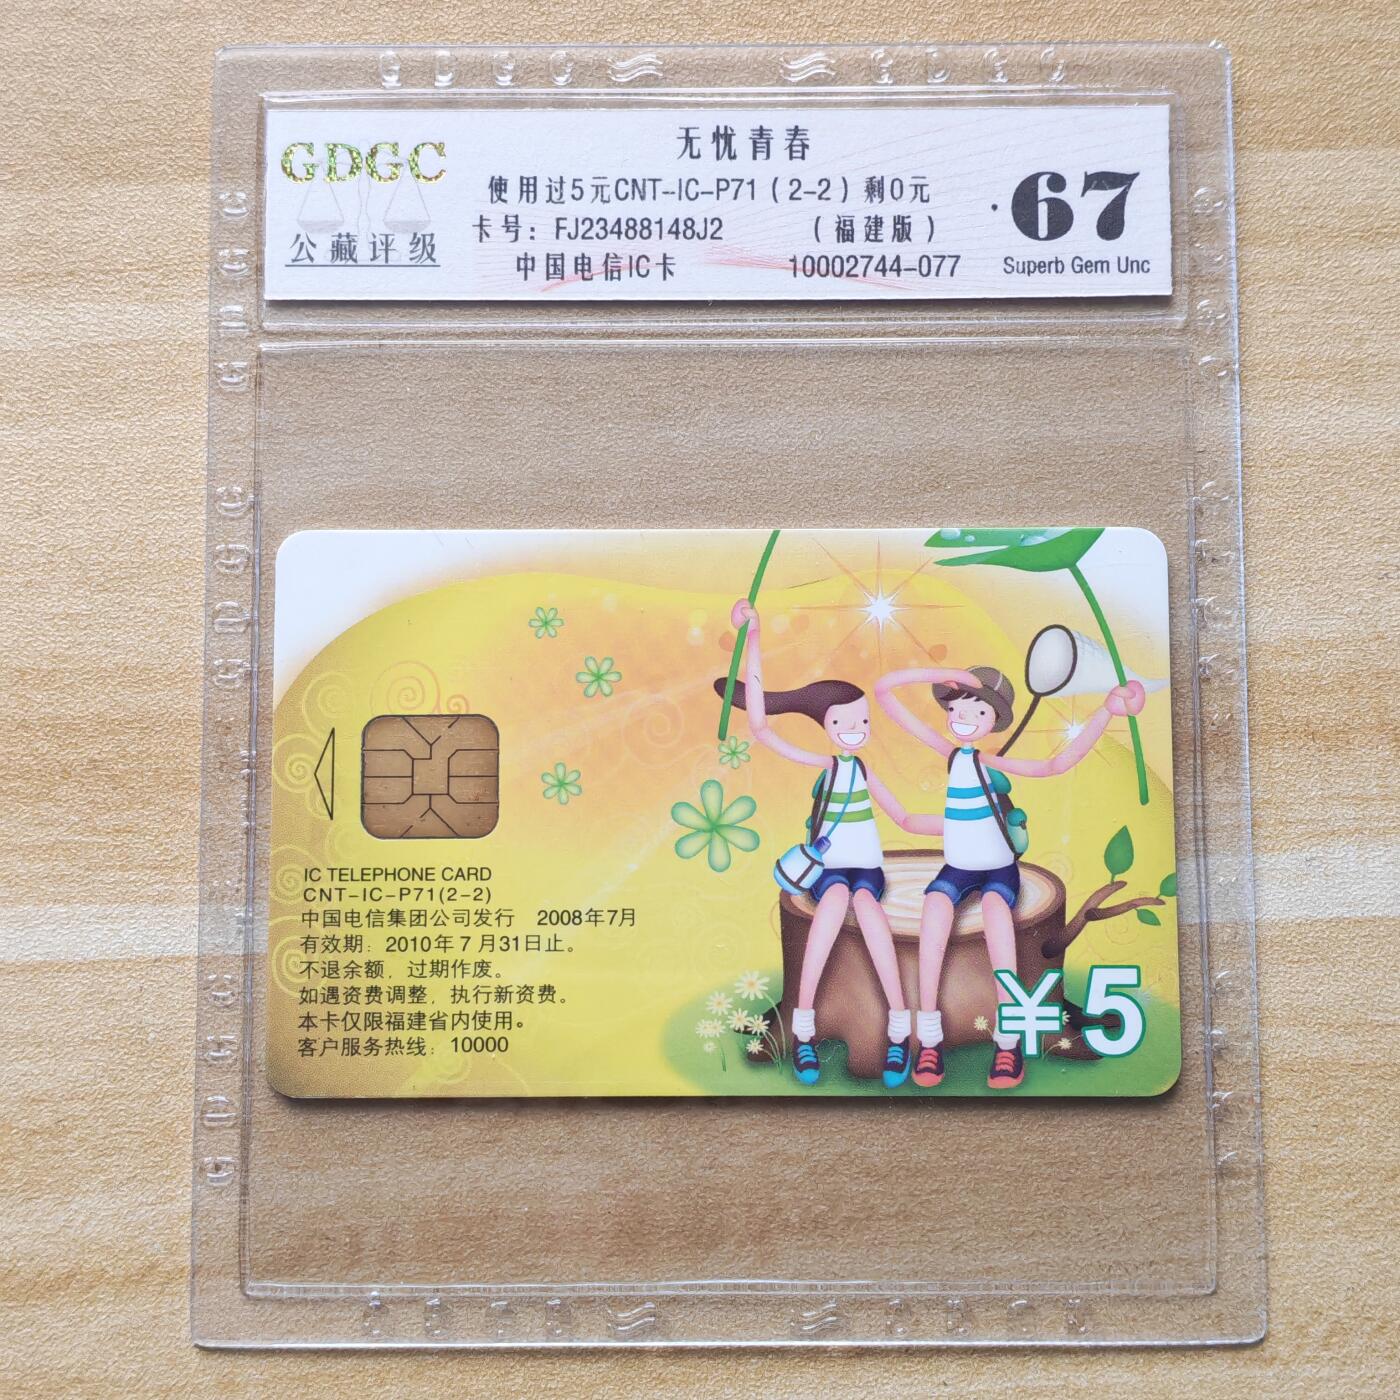 GDGC
公藏评级
无忧青春
使用过5元CNT-IC-P71（2-2）剩0元
卡号：FJ23488148J2 （福建版）
中国电信IC卡 10002744-077
67
Superb Gem Unc
IC TELEPHONE CARD
CNT-IC-P71(2-2)
中国电信集团公司发行 2008年7月
有效期：2010年7月31日止。
不退余额，过期作废。
如遇资费调整，执行新资费。
本卡仅限福建省内使用。
客户服务热线：10000
¥5